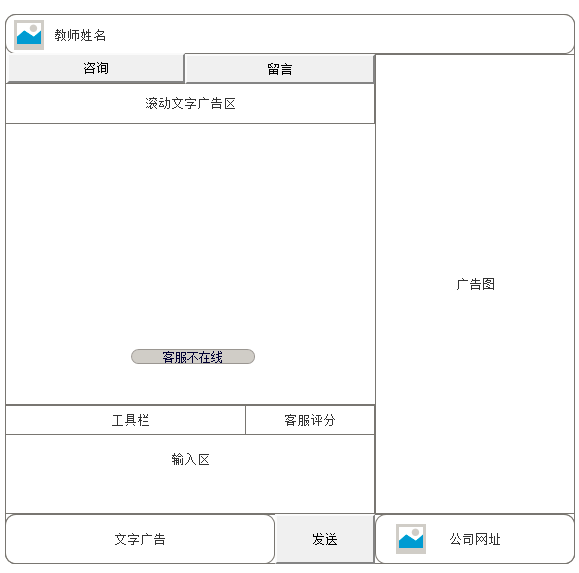 教师姓名
咨询
留言
滚动文字广告区
广告图
客服不在线
工具栏
客服评分
输入区
文字广告
发送
公司网址